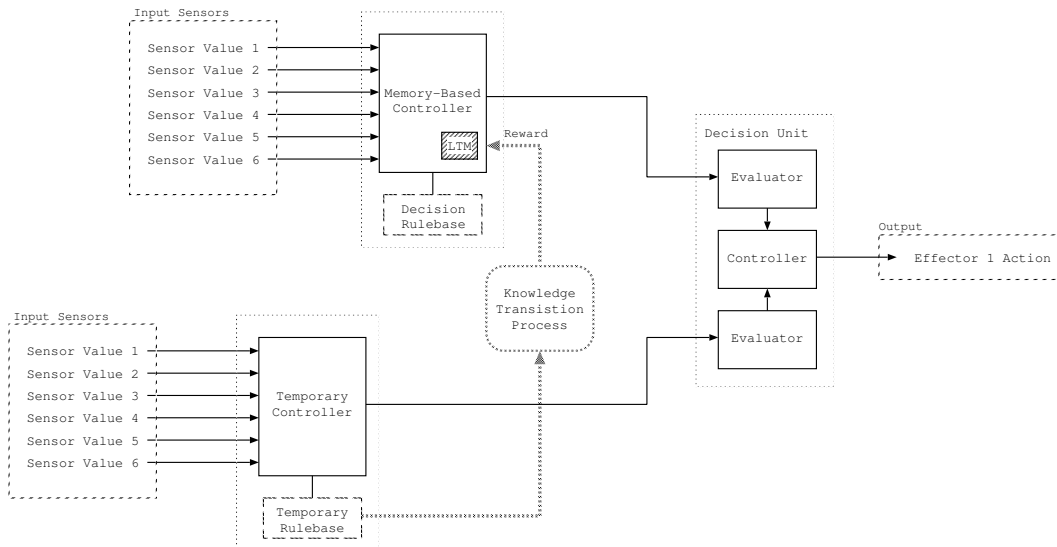 Input Sensors
Sensor Value 1
Sensor Value 2
Sensor Value 3
Sensor Value 4
Sensor Value 5
Sensor Value 6
Memory-Based
Controller
LTM
Reward
Decision
Rulebase
Decision Unit
Evaluator
Controller
Evaluator
Output
Effector 1 Action
Knowledge
Transistion
Process
Input Sensors
Sensor Value 1
Sensor Value 2
Sensor Value 3
Sensor Value 4
Sensor Value 5
Sensor Value 6
Temporary
Controller
Temporary
Rulebase